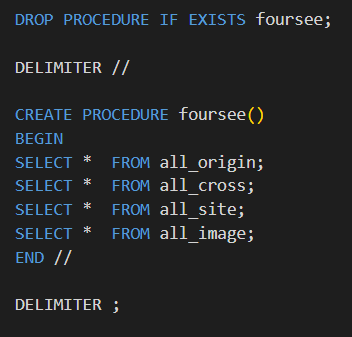 DROP PROCEDURE IF EXISTS foursee;
DELIMITER //
CREATE PROCEDURE foursee()
BEGIN
SELECT *  FROM all_origin;
SELECT *  FROM all_cross;
SELECT *  FROM all_site;
SELECT *  FROM all_image;
END //
DELIMITER ;